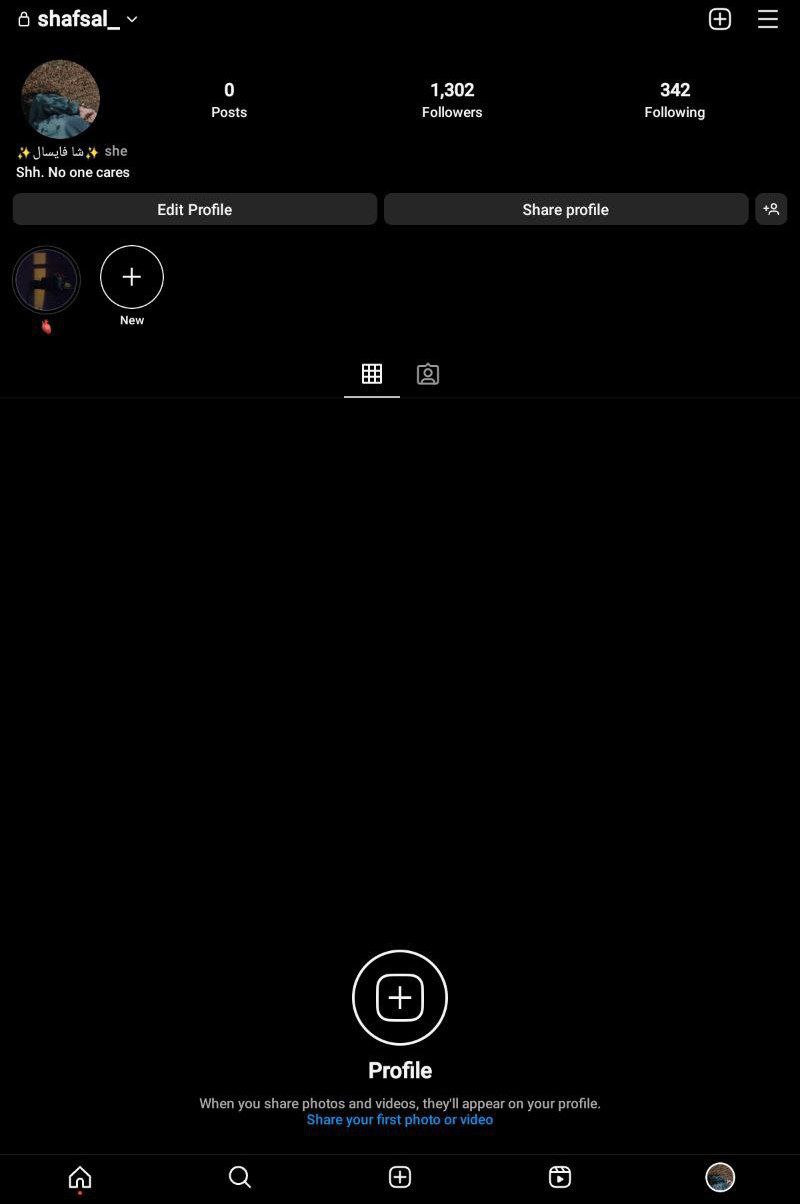 shafsal_
0
Posts
1,302
Followers
342
Following
✨شا فايسال✨ she
Shh. No one cares
Edit Profile
Share profile
🫀
New
Profile
When you share photos and videos, they'll appear on your profile.
Share your first photo or video